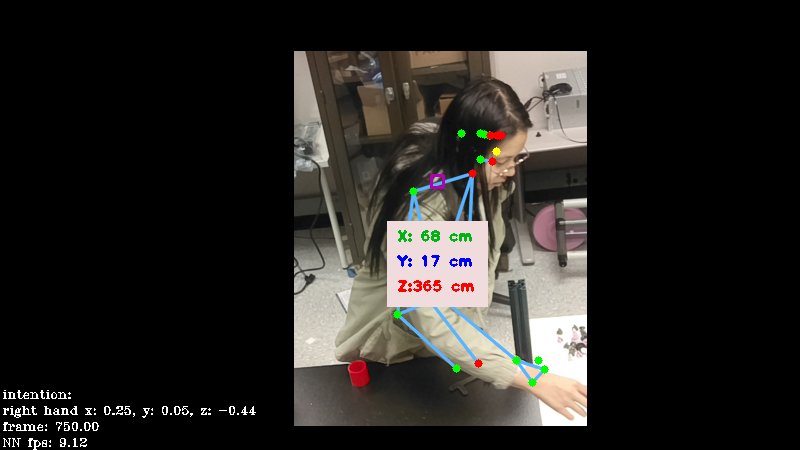 X: 68 cm
Y: 17 cm
Z:365 cm
intention:
right hand x: 0.25, y: 0.05, z: -0.44
frame: 750.00
NN fps: 9.12